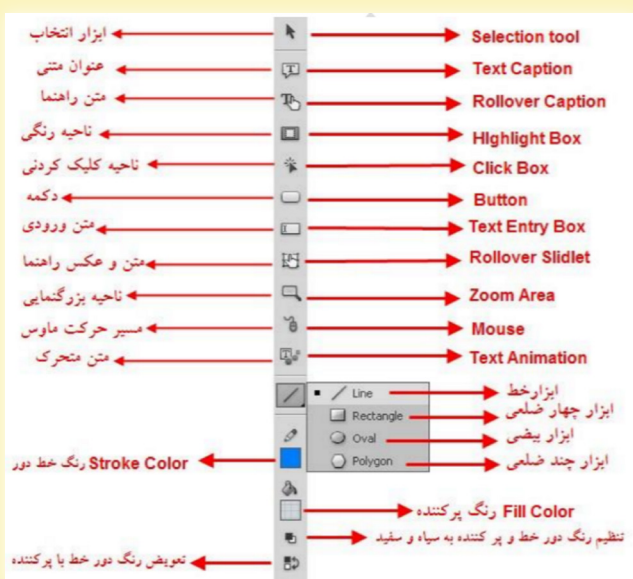 ابزار انتخاب Selection tool
عنوان متنی Text Caption
متن راهنما Rollover Caption
ناحیه رنگی HIghlight Box
ناحیه کلیک کردنی Click Box
دکمه Button
متن ورودی Text Entry Box
متن و عکس راهنما Rollover Slidlet
ناحیه بزرگنمایی Zoom Area
مسیر حرکت ماوس Mouse
متن متحرک Text Animation
Line ابزارخط
Rectangle ابزار چهار ضلعی
Oval ابزار بیضی
Polygon ابزار چند ضلعی
Stroke Color رنگ خط دور
Fill Color رنگ پرکننده
تنظیم رنگ دور خط و پر کننده به سیاه و سفید
تعویض رنگ دور خط با پرکننده